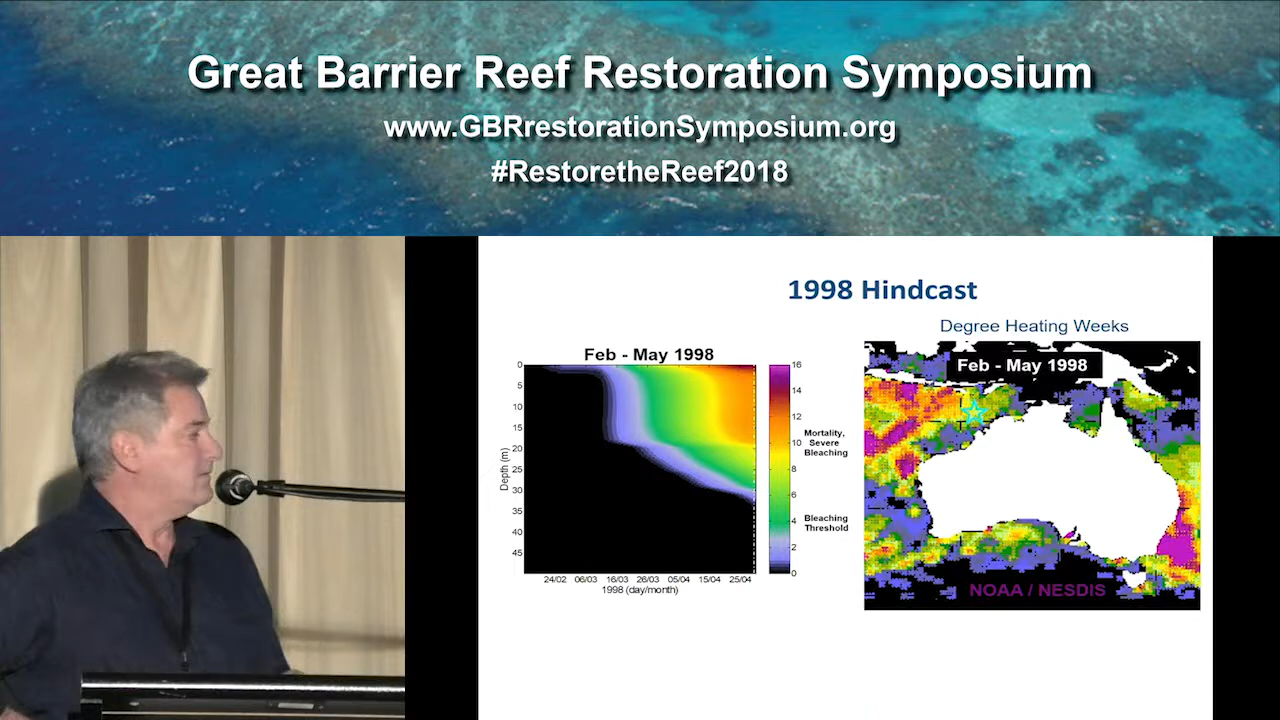 Great Barrier Reef Restoration Symposium
www.GBRrestorationSymposium.org
#RestoretheReef2018
1998 Hindcast
Degree Heating Weeks
Feb - May 1998
Feb - May 1998
0
5
10
15
20
25
30
35
40
45
Depth (m)
24/02 06/03 16/03 26/03 05/04 15/04 25/04
1998 (day/month)
16
14
12
10
8
6
4
2
0
Mortality,
Severe
Bleaching
Bleaching
Threshold
NOAA / NESDIS